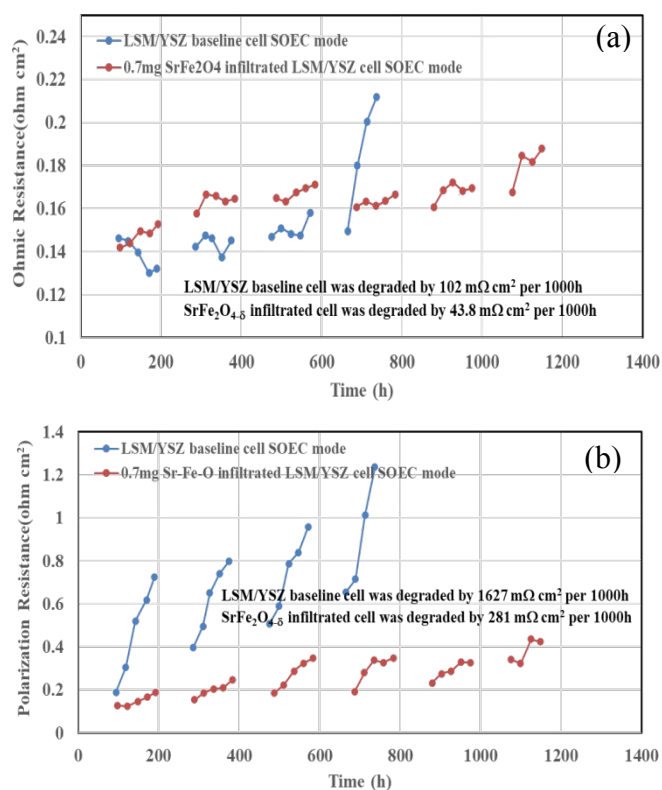 (a)
LSM/YSZ baseline cell SOEC mode
0.7mg SrFe2O4 infiltrated LSM/YSZ cell SOEC mode
Ohmic Resistance(ohm cm²)
0.24
0.22
0.2
0.18
0.16
0.14
0.12
0.1
LSM/YSZ baseline cell was degraded by 102 mΩ cm² per 1000h
SrFe₂O₄₋δ infiltrated cell was degraded by 43.8 mΩ cm² per 1000h
0 200 400 600 800 1000 1200 1400
Time (h)
(b)
LSM/YSZ baseline cell SOEC mode
0.7mg Sr-Fe-O infiltrated LSM/YSZ cell SOEC mode
Polarization Resistance(ohm cm²)
1.4
1.2
1
0.8
0.6
0.4
0.2
0
LSM/YSZ baseline cell was degraded by 1627 mΩ cm² per 1000h
SrFe₂O₄₋δ infiltrated cell was degraded by 281 mΩ cm² per 1000h
0 200 400 600 800 1000 1200 1400
Time (h)